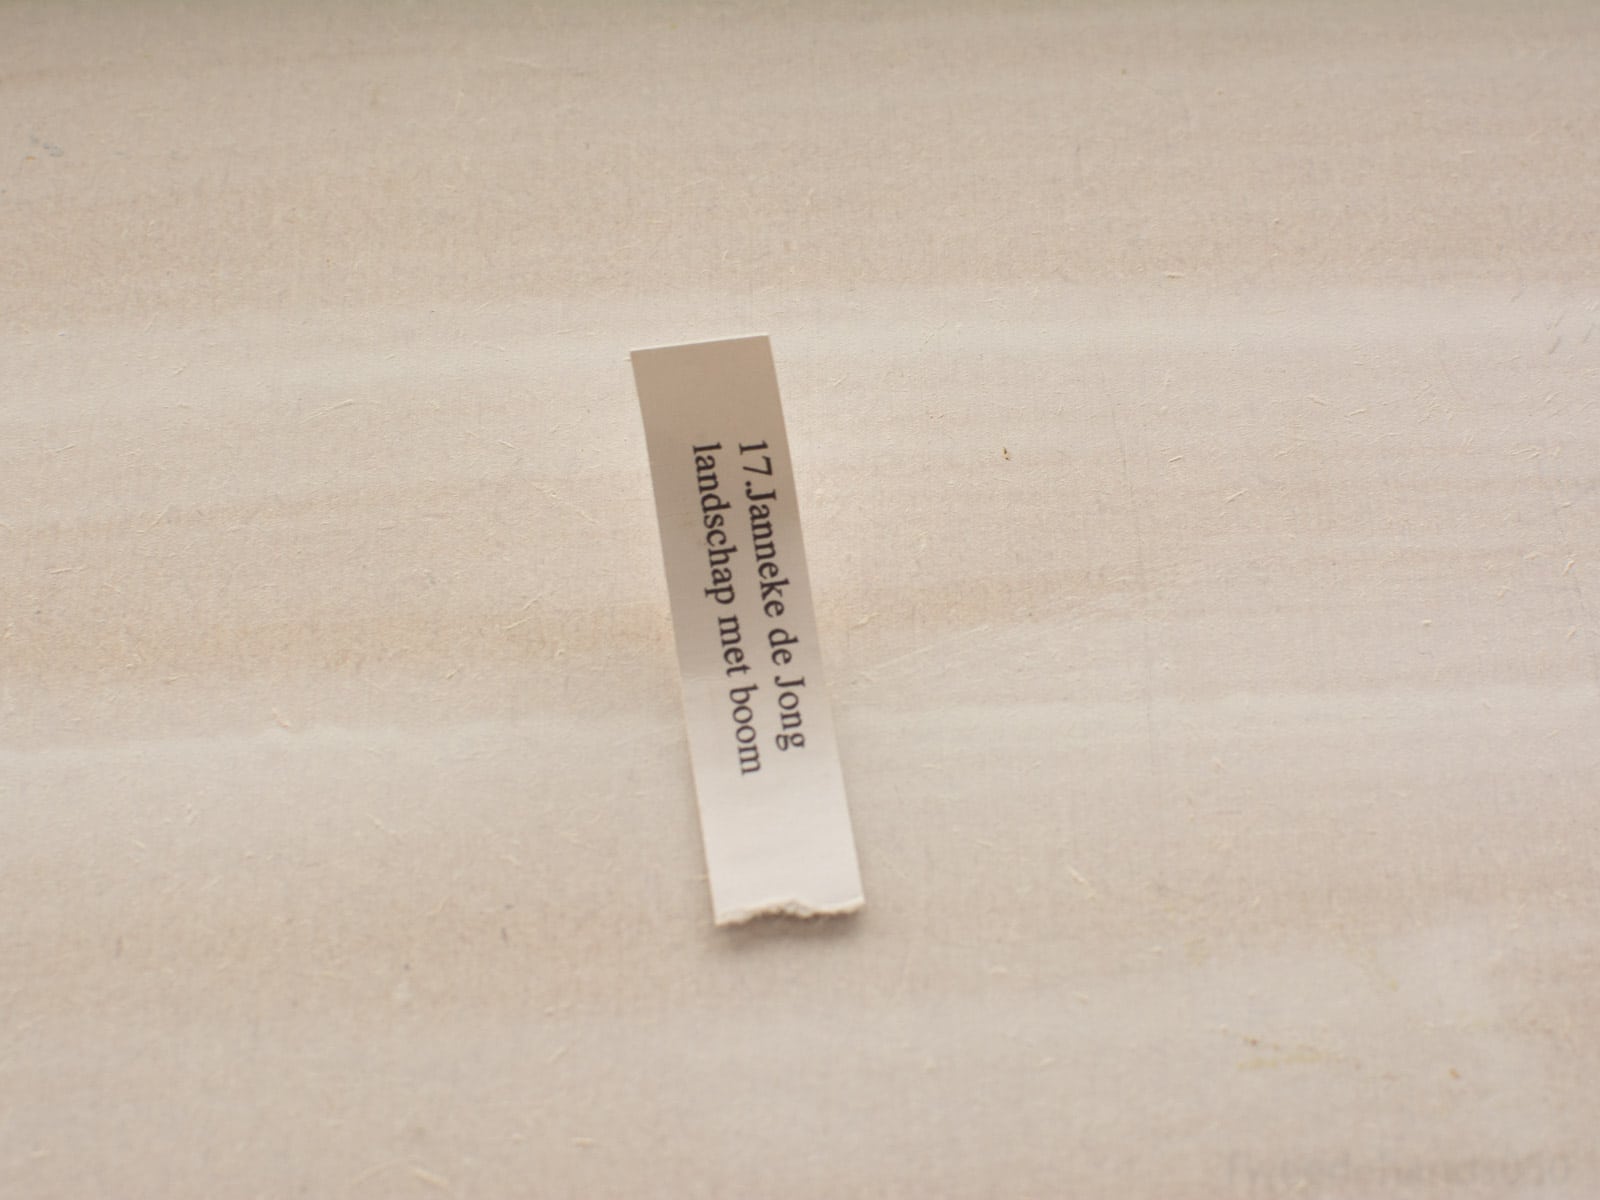 17.Janneke de Jong
landschap met boom